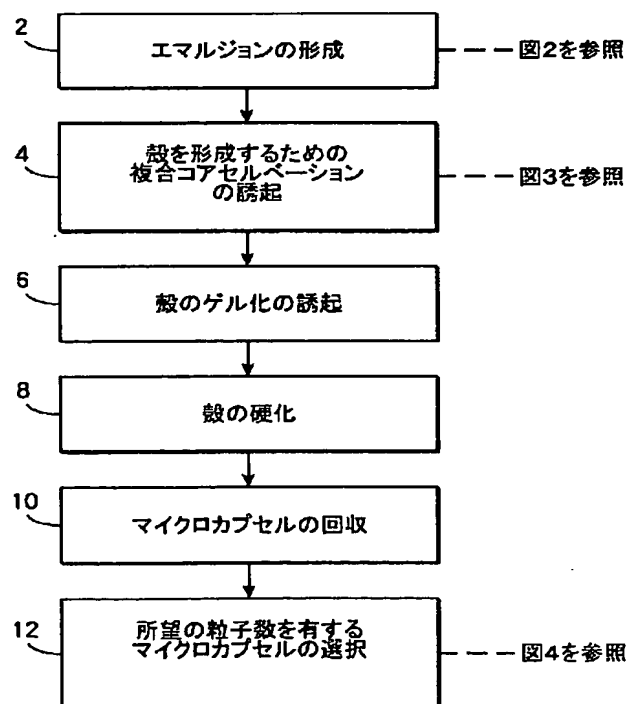 2
エマルジョンの形成
図2を参照
4
殻を形成するための
複合コアセルベーション
の誘起
図3を参照
6
殻のゲル化の誘起
8
殻の硬化
10
マイクロカプセルの回収
12
所望の粒子数を有する
マイクロカプセルの選択
図4を参照